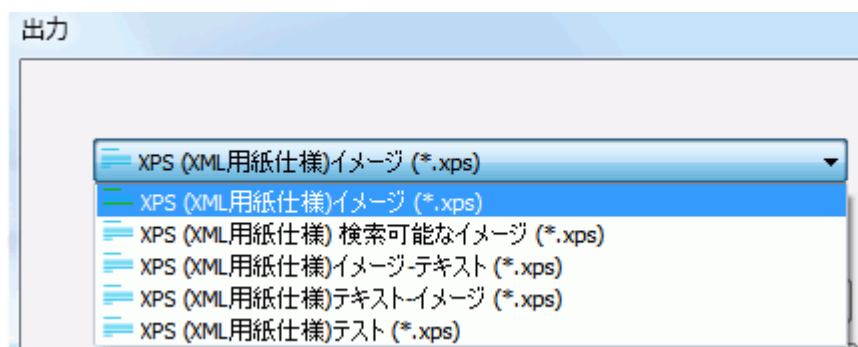 出力
XPS (XML用紙仕様)イメージ (*.xps)
XPS (XML用紙仕様)イメージ (*.xps)
XPS (XML用紙仕様) 検索可能なイメージ (*.xps)
XPS (XML用紙仕様)イメージ-テキスト (*.xps)
XPS (XML用紙仕様)テキスト-イメージ (*.xps)
XPS (XML用紙仕様)テスト (*.xps)